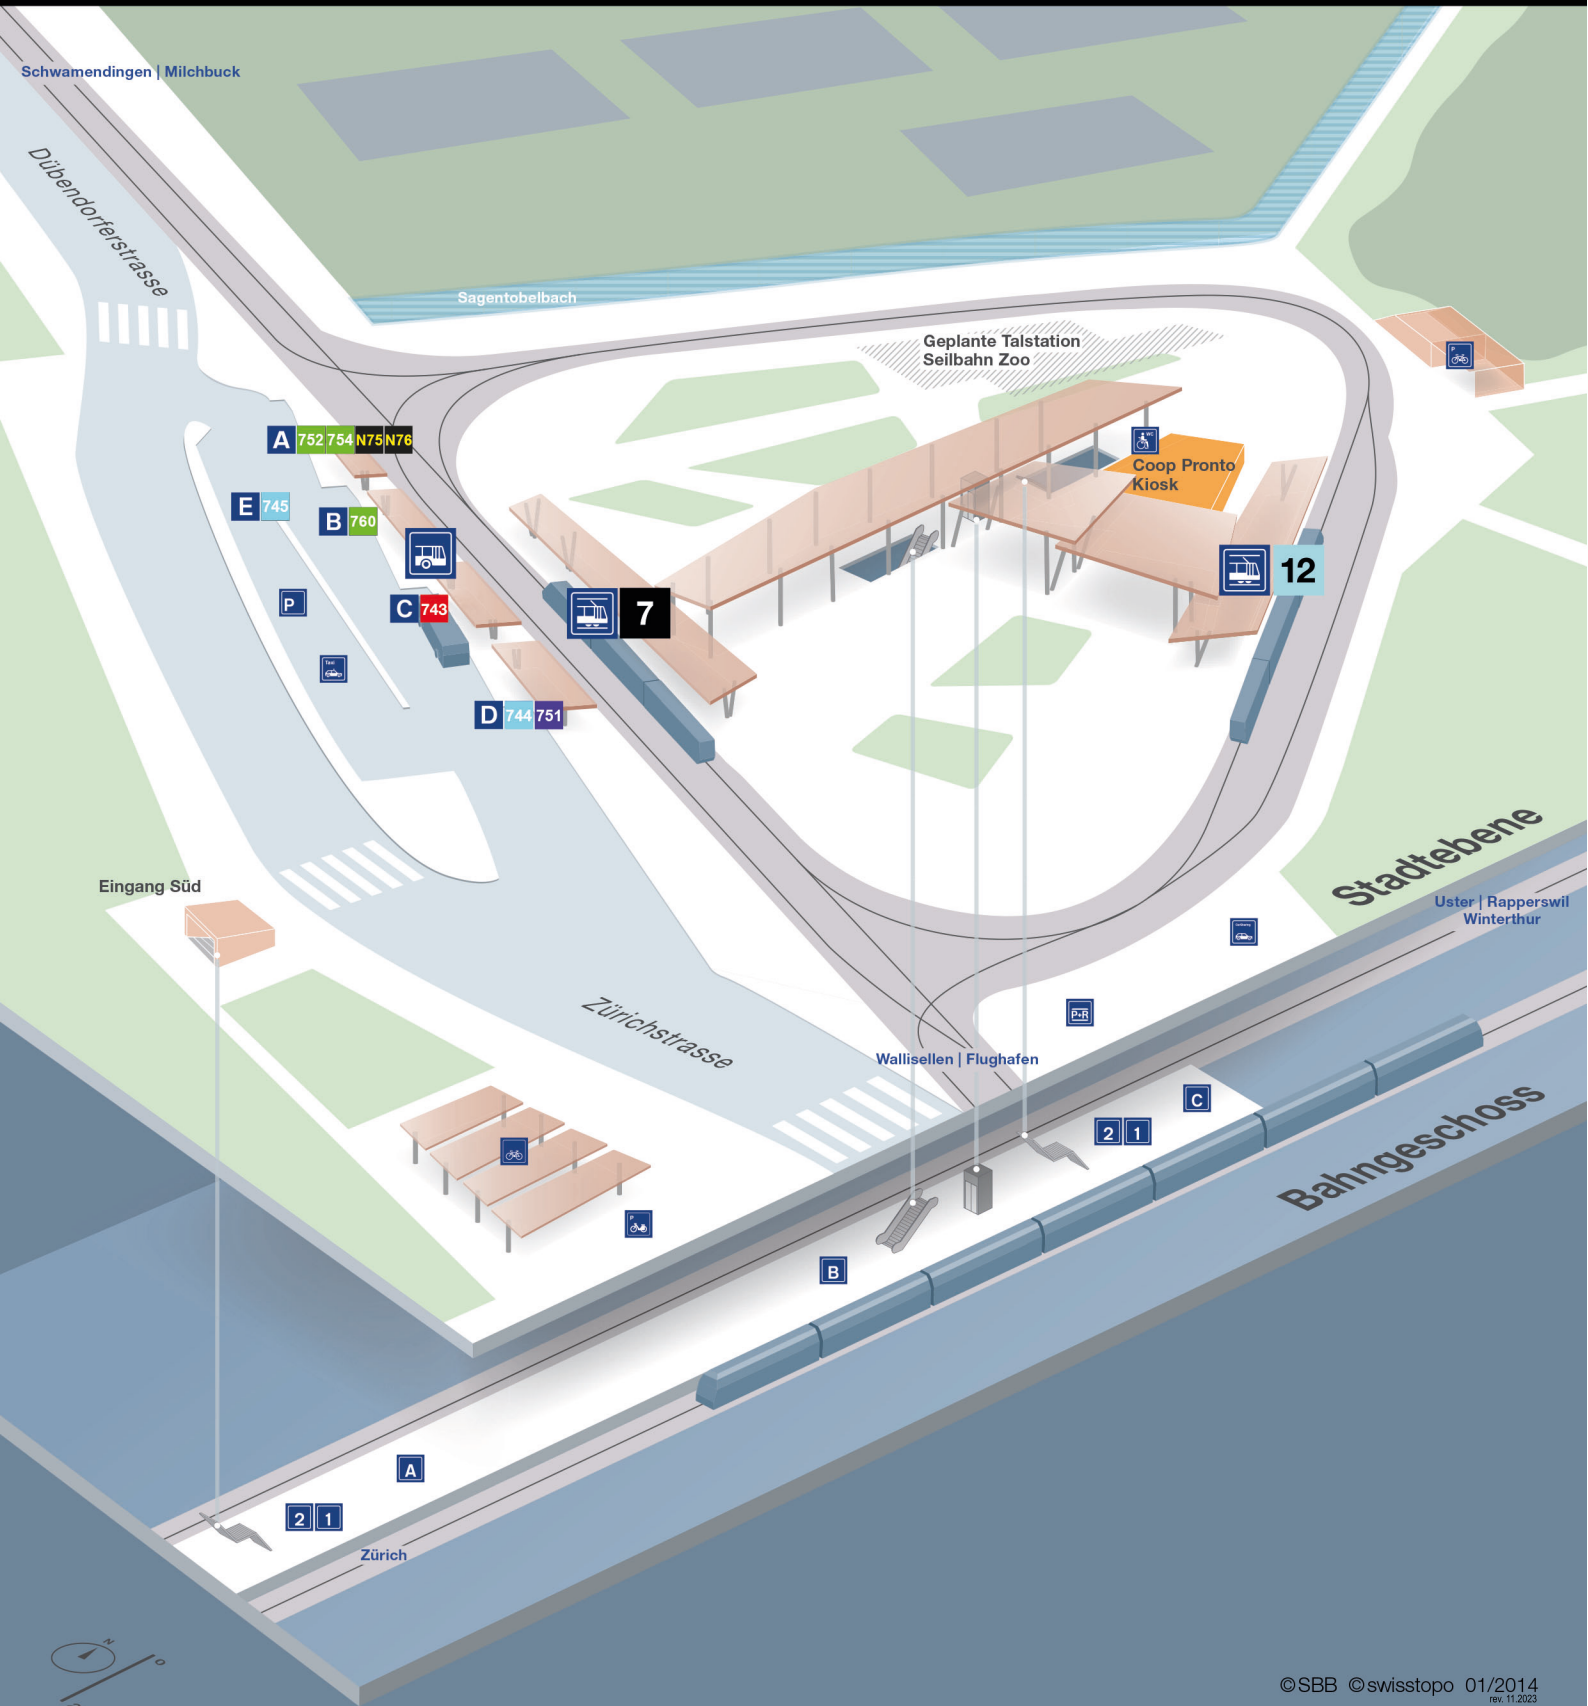 Schwamendingen | Milchbuck
Dübendorferstrasse
Sagentobelbach
Geplante Talstation
Seilbahn Zoo
P
A 752 754 N75 N76
WC
Coop Pronto
Kiosk
E 745
B 760
12
P
C 743
7
Taxi
D 744 751
Stadtebene
Eingang Süd
Uster | Rapperswil
Winterthur
Zürichstrasse
P+R
Wallisellen | Flughafen
C
2 1
Bahngeschoss
P
B
A
2 1
Zürich
N
O
©SBB ©swisstopo 01/2014
rev. 11.2023